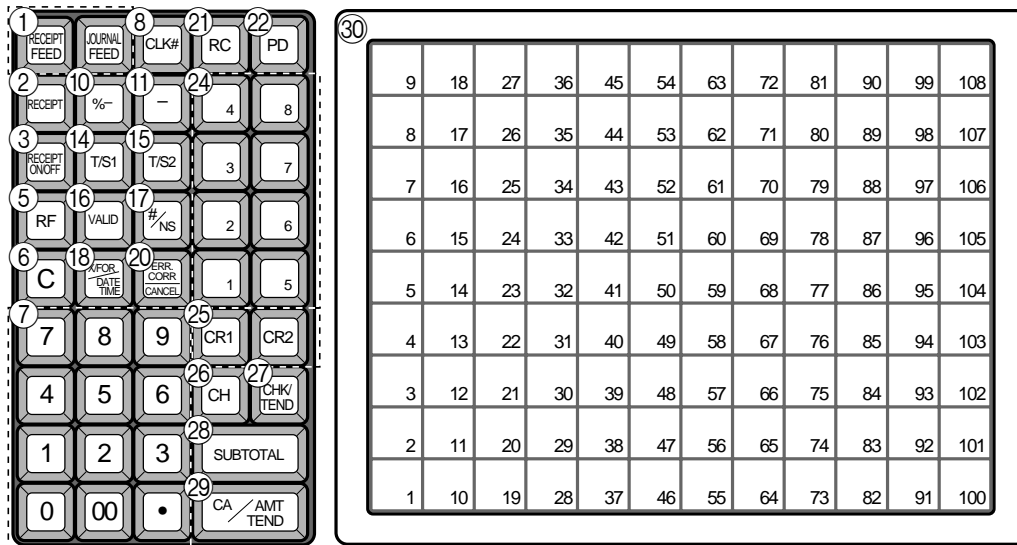 ① ⑧ ㉑ ㉒ ㉚
RECEIPT FEED JOURNAL FEED CLK# RC PD
② ⑩ ⑪ ㉔
RECEIPT %– – 4 8
③ ⑭ ⑮
RECEIPT ON/OFF T/S1 T/S2 3 7
⑤ ⑯ ⑰
RF VALID #/NS 2 6
⑥ ⑱ ⑳
C X/FOR DATE TIME ERR. CORR CANCEL 1 5
⑦ ㉕
7 8 9 CR1 CR2
㉖ ㉗
4 5 6 CH CHK/ TEND
㉘
1 2 3 SUBTOTAL
㉙
0 00 • CA / AMT TEND
9 18 27 36 45 54 63 72 81 90 99 108
8 17 26 35 44 53 62 71 80 89 98 107
7 16 25 34 43 52 61 70 79 88 97 106
6 15 24 33 42 51 60 69 78 87 96 105
5 14 23 32 41 50 59 68 77 86 95 104
4 13 22 31 40 49 58 67 76 85 94 103
3 12 21 30 39 48 57 66 75 84 93 102
2 11 20 29 38 47 56 65 74 83 92 101
1 10 19 28 37 46 55 64 73 82 91 100